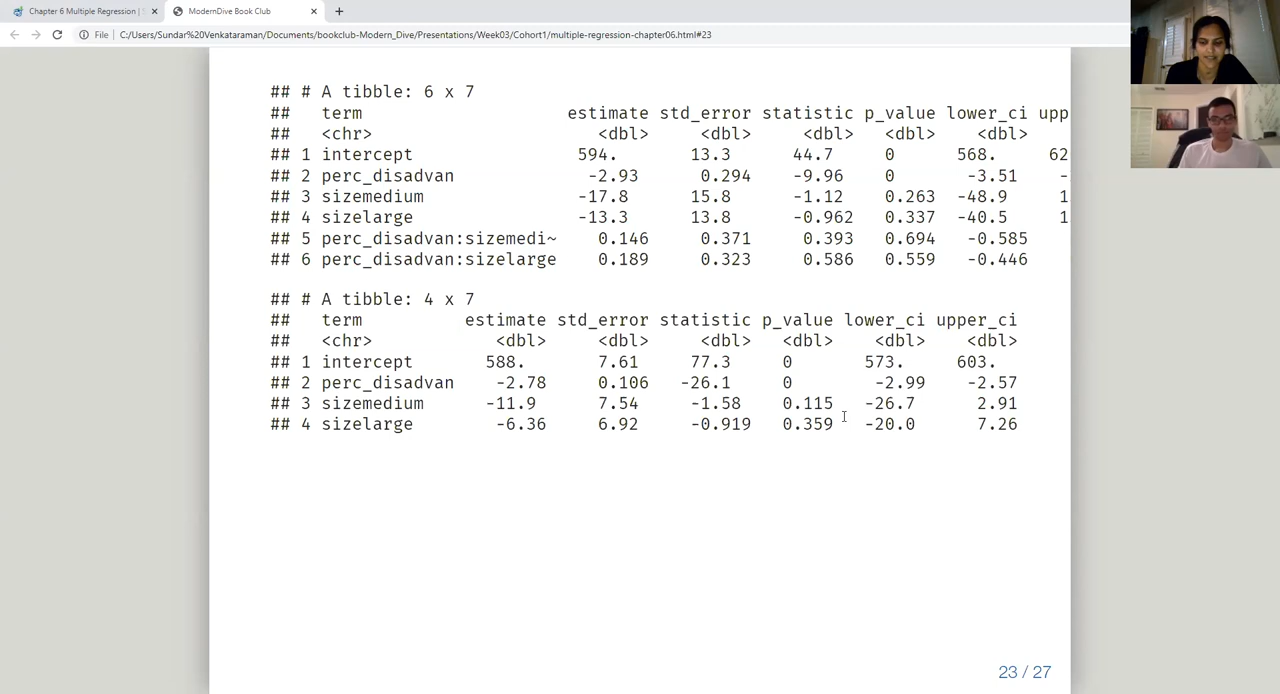 Chapter 6 Multiple Regression | S
ModernDive Book Club
File
C:/Users/Sundar%20Venkataraman/Documents/bookclub-Modern_Dive/Presentations/Week03/Cohort1/multiple-regression-chapter06.html#23
## # A tibble: 6 x 7
## term estimate std_error statistic p_value lower_ci upp
## <chr> <dbl> <dbl> <dbl> <dbl> <dbl>
## 1 intercept 594. 13.3 44.7 0 568. 62
## 2 perc_disadvan -2.93 0.294 -9.96 0 -3.51 -
## 3 sizemedium -17.8 15.8 -1.12 0.263 -48.9 1
## 4 sizelarge -13.3 13.8 -0.962 0.337 -40.5 1
## 5 perc_disadvan:sizemedi~ 0.146 0.371 0.393 0.694 -0.585
## 6 perc_disadvan:sizelarge 0.189 0.323 0.586 0.559 -0.446
## # A tibble: 4 x 7
## term estimate std_error statistic p_value lower_ci upper_ci
## <chr> <dbl> <dbl> <dbl> <dbl> <dbl> <dbl>
## 1 intercept 588. 7.61 77.3 0 573. 603.
## 2 perc_disadvan -2.78 0.106 -26.1 0 -2.99 -2.57
## 3 sizemedium -11.9 7.54 -1.58 0.115 -26.7 2.91
## 4 sizelarge -6.36 6.92 -0.919 0.359 -20.0 7.26
23 / 27